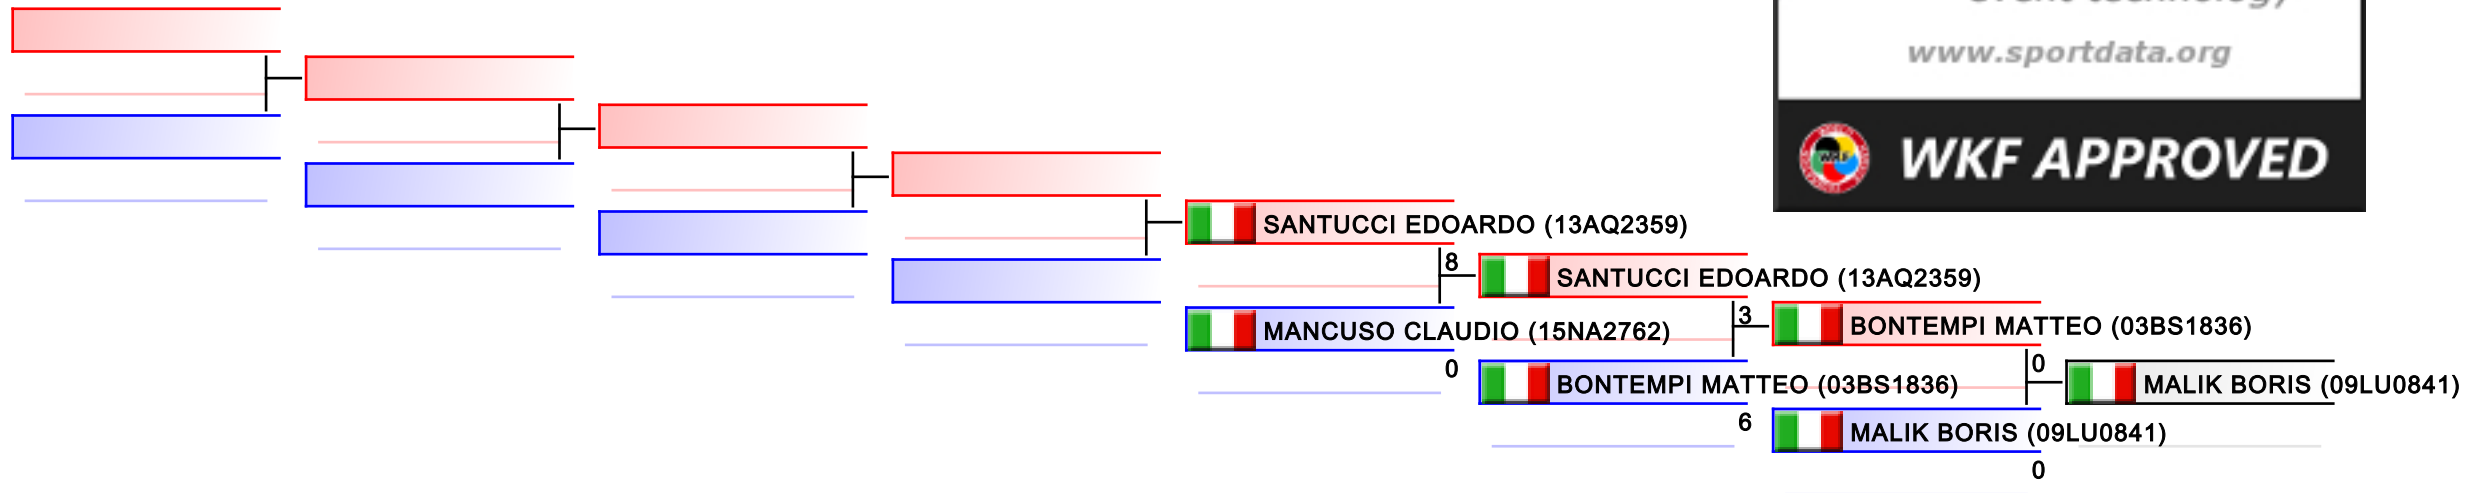 www.sportdata.org
WKF APPROVED
SANTUCCI EDOARDO (13AQ2359)
8
SANTUCCI EDOARDO (13AQ2359)
MANCUSO CLAUDIO (15NA2762)
0
3
BONTEMPI MATTEO (03BS1836)
BONTEMPI MATTEO (03BS1836)
6
0
MALIK BORIS (09LU0841)
MALIK BORIS (09LU0841)
0